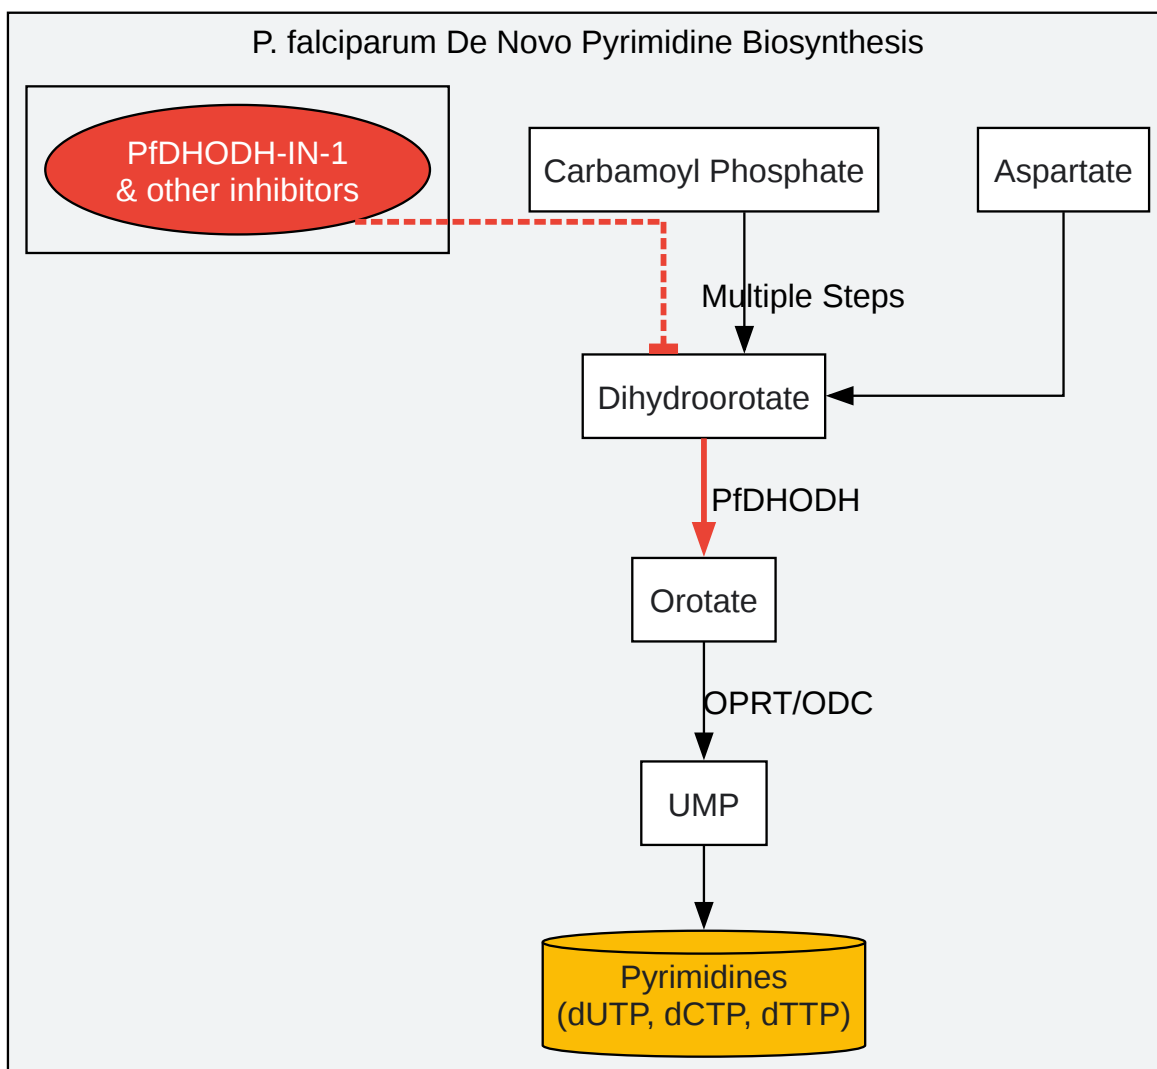 P. falciparum De Novo Pyrimidine Biosynthesis
PfDHODH-IN-1
& other inhibitors
Carbamoyl Phosphate
Aspartate
Multiple Steps
Dihydroorotate
PfDHODH
Orotate
OPRT/ODC
UMP
Pyrimidines
(dUTP, dCTP, dTTP)